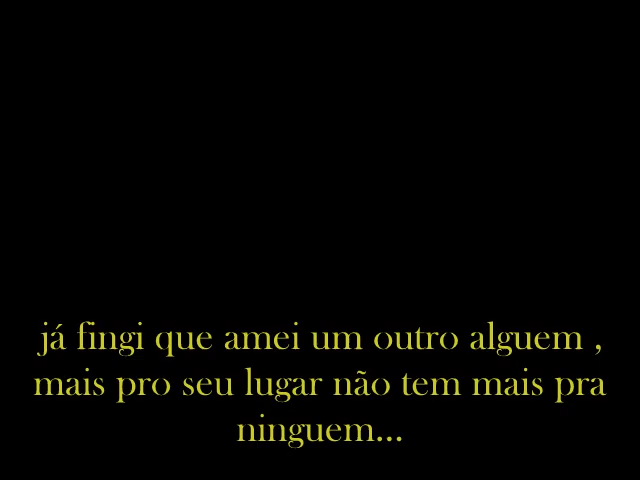 já fingi que amei um outro alguem ,
mais pro seu lugar não tem mais pra
ninguem...